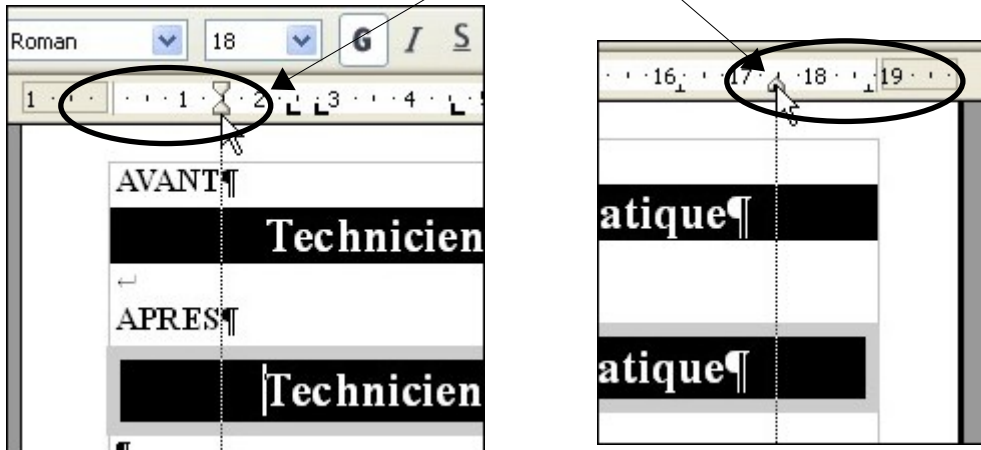 Roman 18 G I S
1 · · · · · · 1 · 2 · · 3 · · 4 · ·
AVANT¶
Technicien
↵
APRES¶
Technicien
¶
· · 16 · · 17 · · 18 · · 19 · · ·
atique¶
atique¶